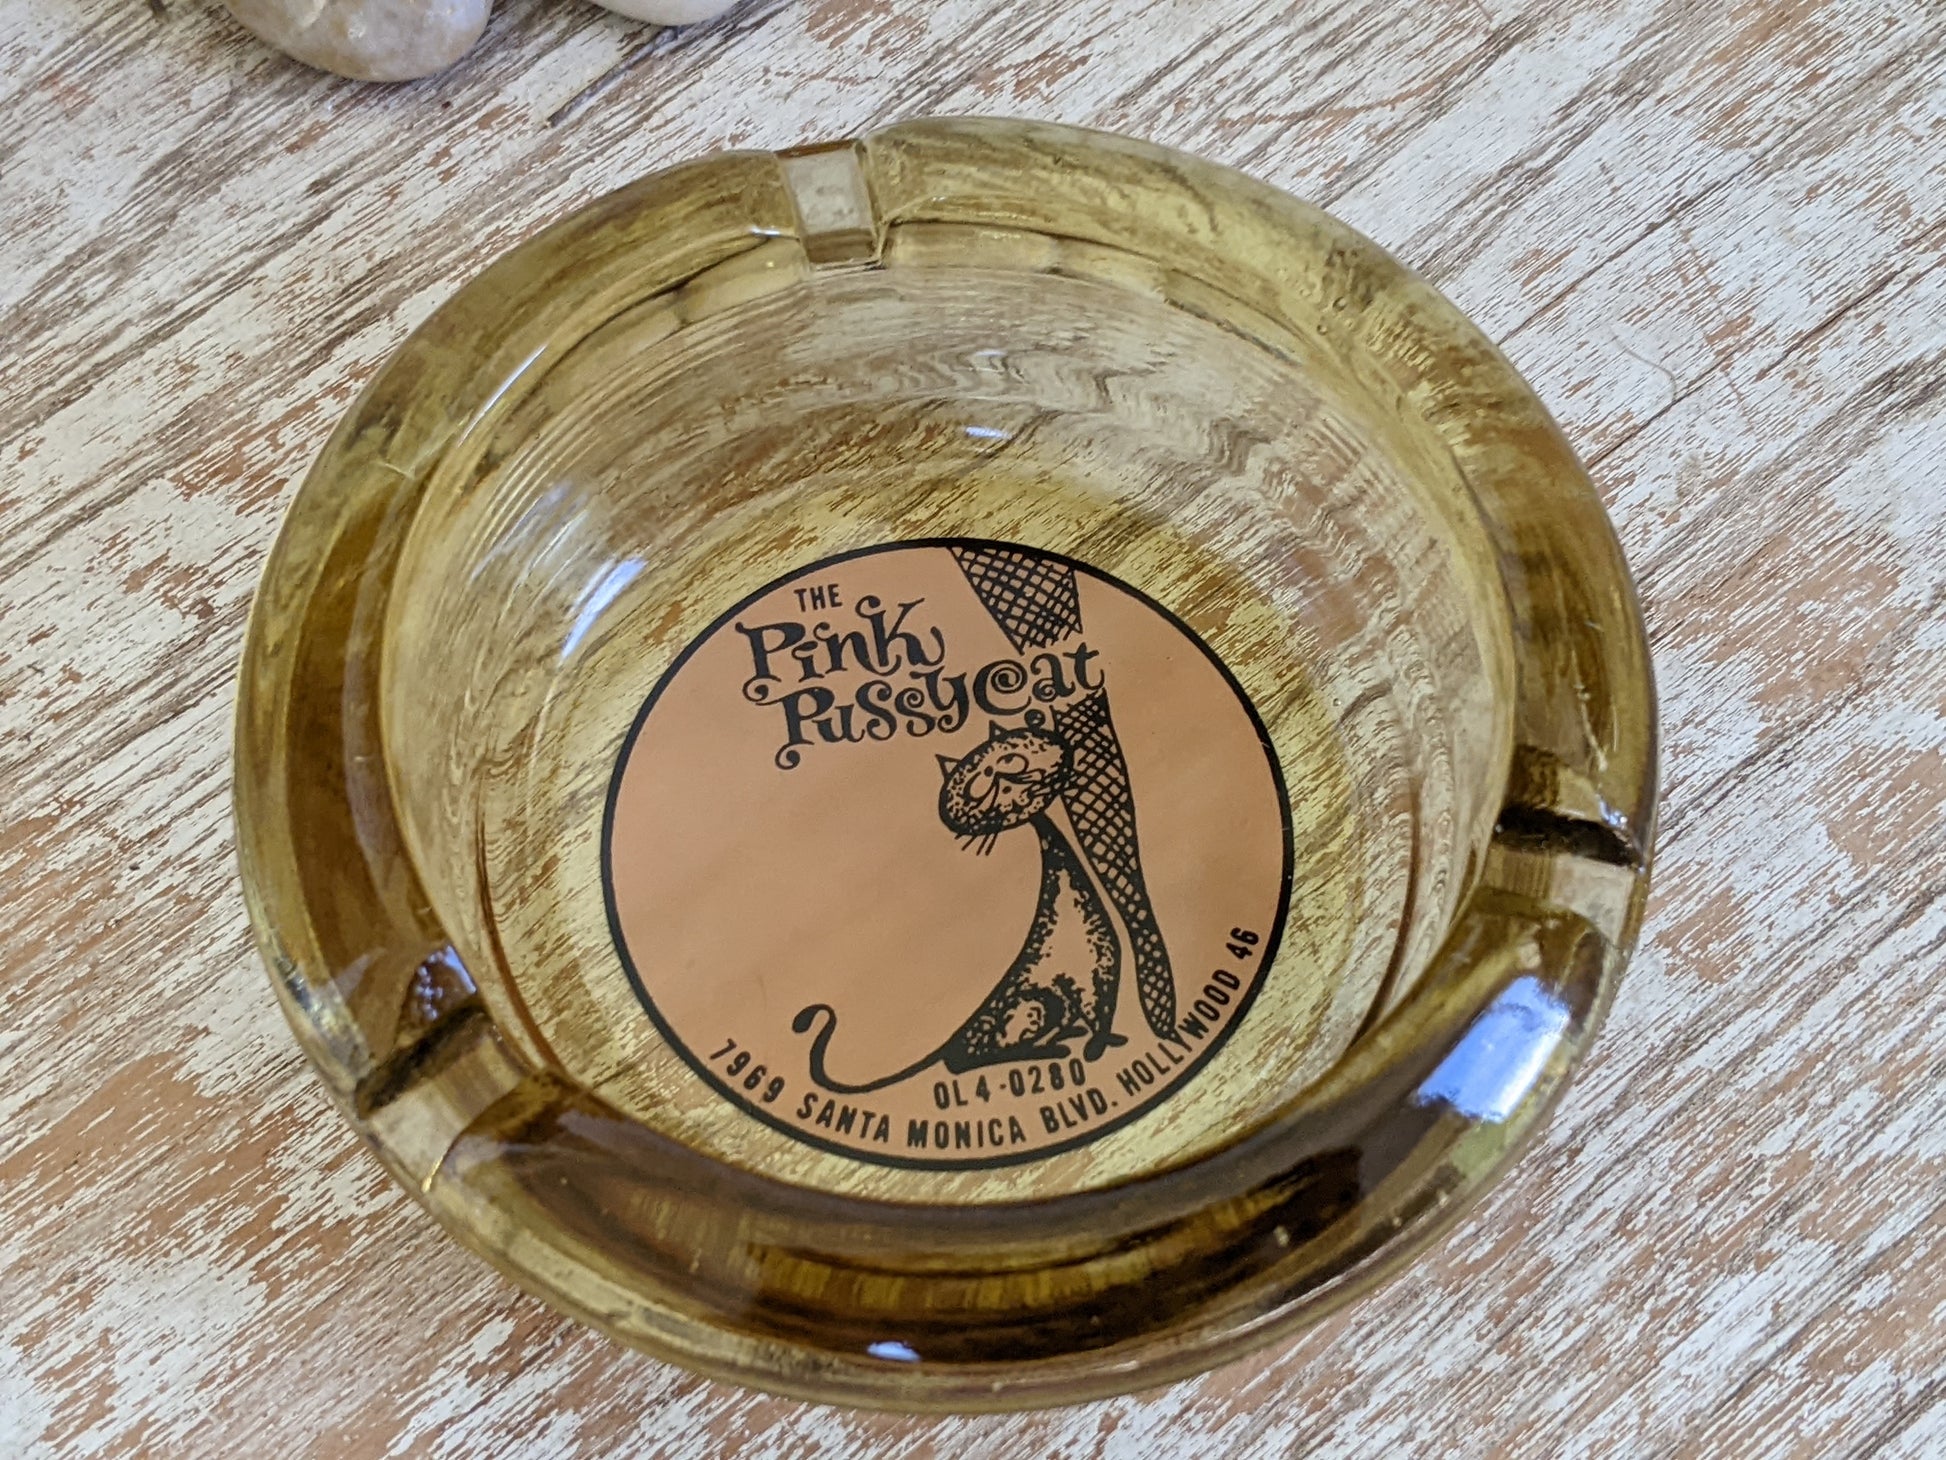 THE
Pink
Pussycat
OL 4-0280
7969 SANTA MONICA BLVD. HOLLYWOOD 46